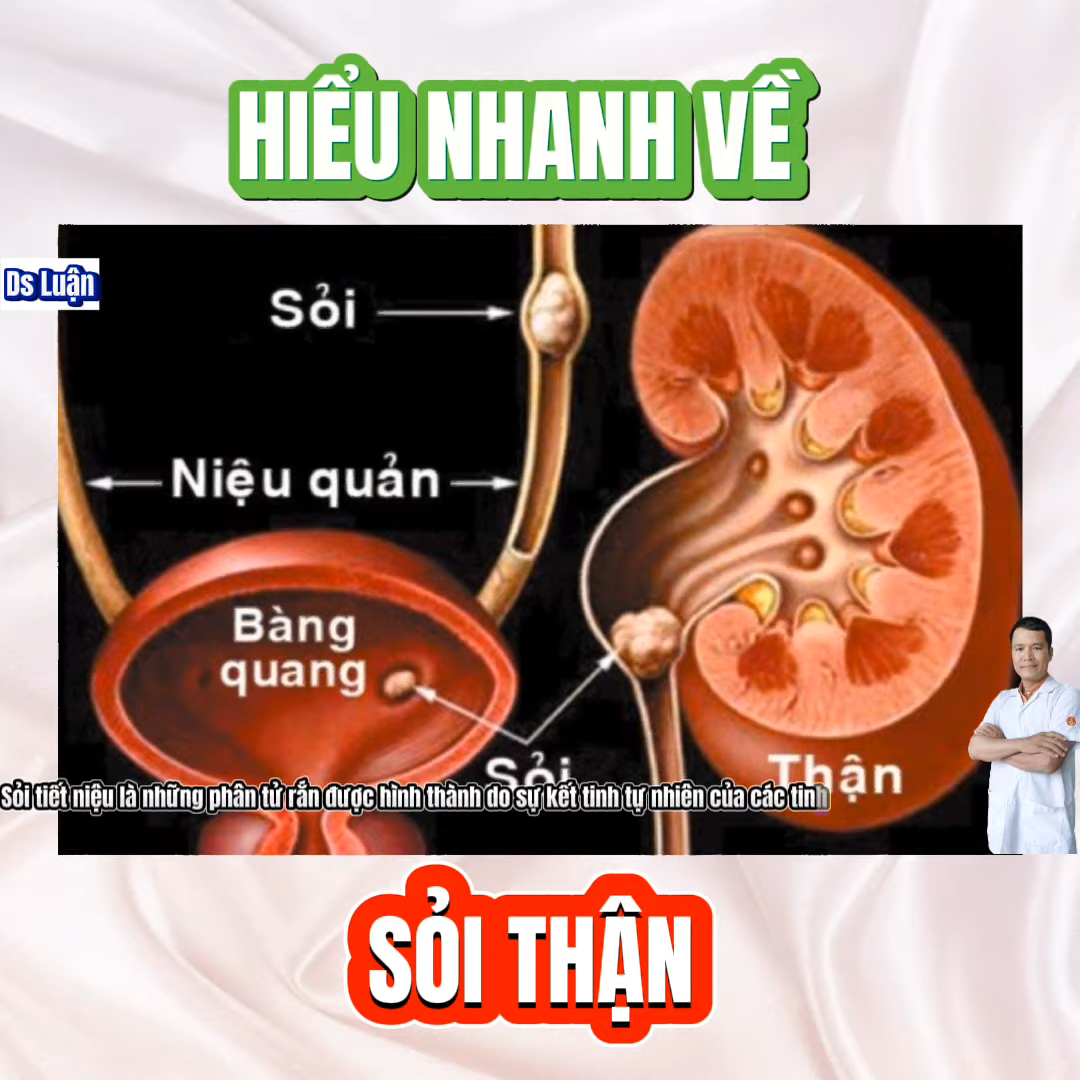 HIỂU NHANH VỀ
Ds Luận
Sỏi
Niệu quản
Bàng
quang
Sỏi
Thận
Sỏi tiết niệu là những phân tử rắn được hình thành do sự kết tinh tự nhiên của các tinh
SỎI THẬN